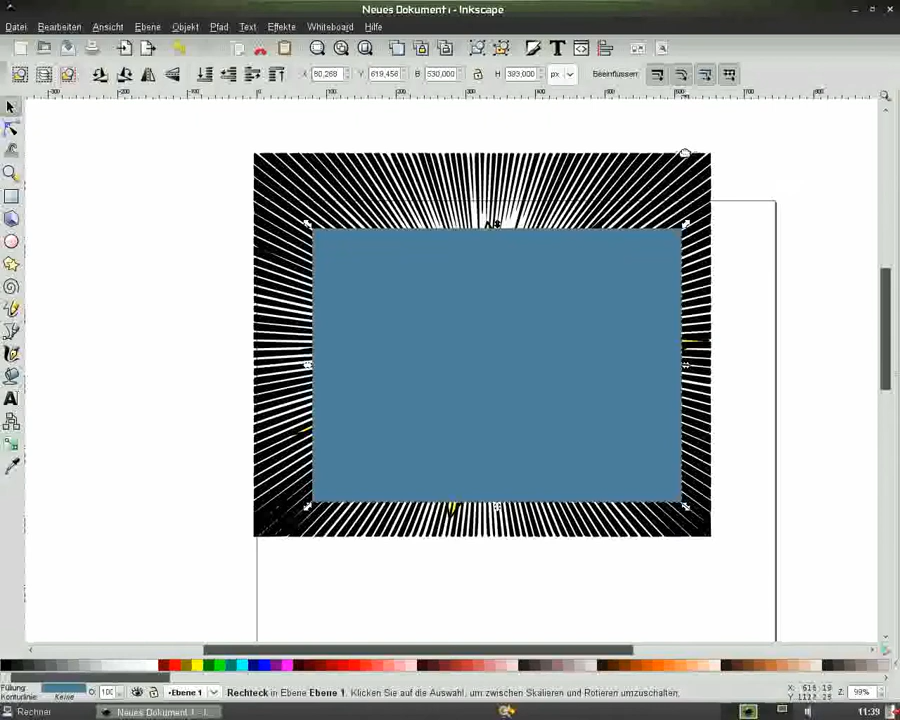 Neues Dokument 1 - Inkscape
Datei Bearbeiten Ansicht Ebene Objekt Pfad Text Effekte Whiteboard Hilfe
X 80,268 Y 619,456 B 530,000 393,000 px Beeinflussen:
Füllung: O: 100 -Ebene 1 Rechteck in Ebene Ebene 1. Klicken Sie auf die Auswahl, um zwischen Skalieren und Rotieren umzuschalten. X: Z: 99%
Konturlinie: Keine Y:
Rechner Neues Dokument 1 - I... 11:39